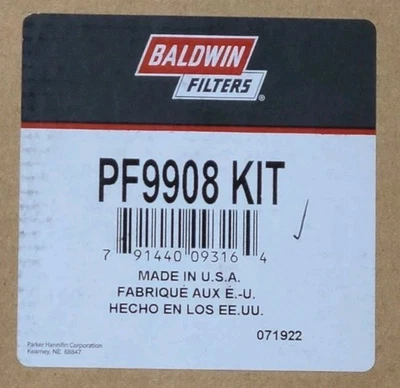 BALDWIN
FILTERS®
PF9908 KIT
7 91440 09316 4
MADE IN U.S.A.
FABRIQUÉ AUX É.-U.
HECHO EN LOS EE.UU.
071922
Parker Hannifin Corporation
Kearney, NE 68847